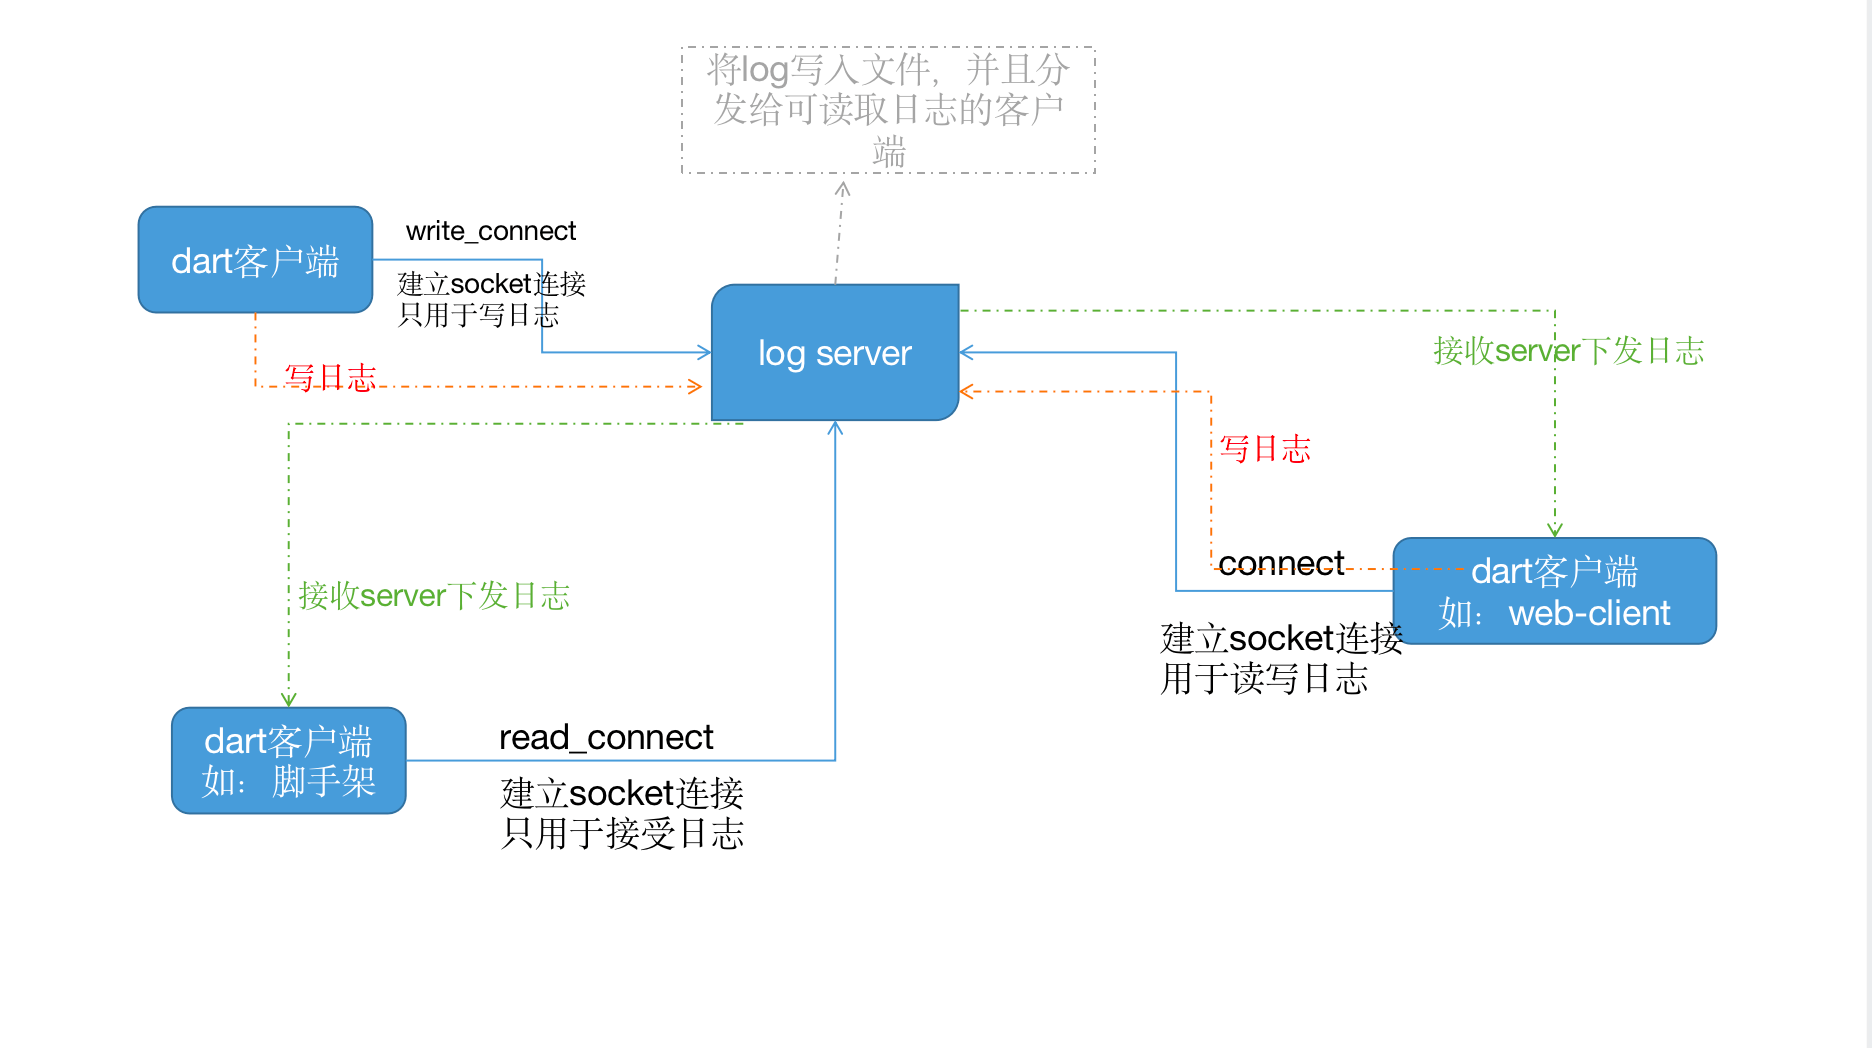 将log写入文件，并且分
发给可读取日志的客户
端
dart客户端
write_connect
建立socket连接
只用于写日志
写日志
log server
接收server下发日志
写日志
connect
dart客户端
如：web-client
建立socket连接
用于读写日志
接收server下发日志
dart客户端
如：脚手架
read_connect
建立socket连接
只用于接受日志